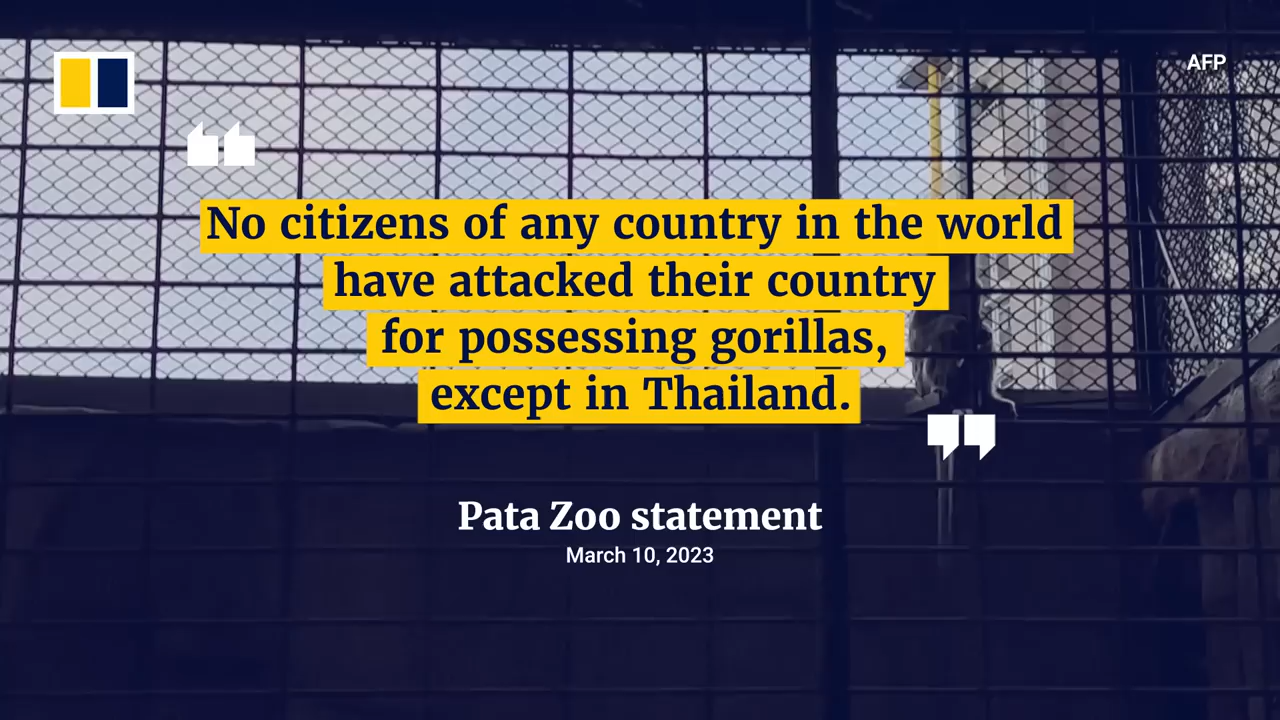 AFP
“
No citizens of any country in the world
have attacked their country
for possessing gorillas,
except in Thailand.
”
Pata Zoo statement
March 10, 2023